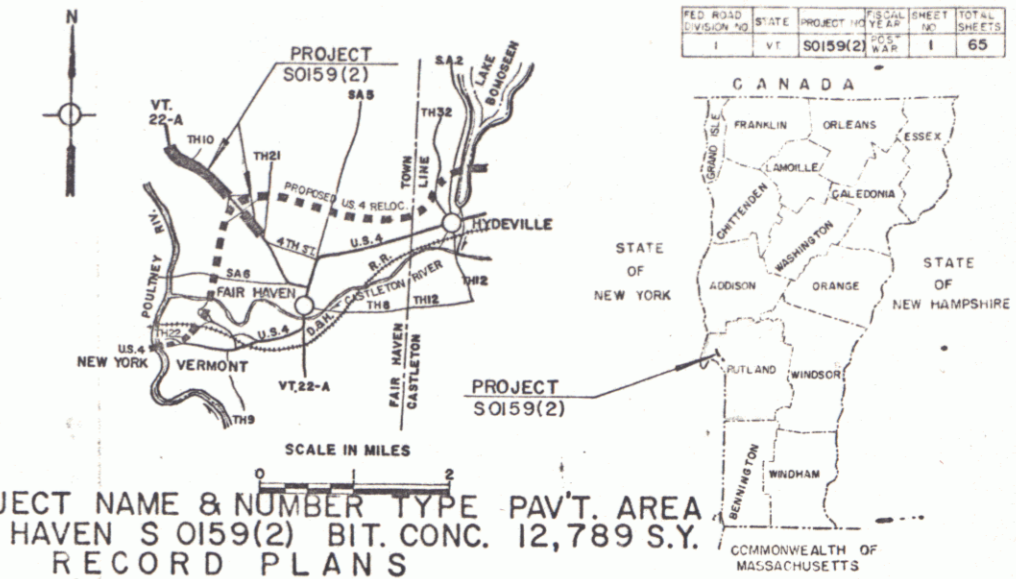 N
PROJECT
S0159(2)
VT.
22-A
TH10
TH21
SA5
S.A.2
LAKE
BOMOSEEN
TH32
TOWN
LINE
PROPOSED U.S.4 RELOC.
HYDEVILLE
4TH ST.
U.S.4
R.R.
POULTNEY RIV.
SA6
FAIR HAVEN
CASTLETON RIVER
TH12
TH8
TH12
D.&H.
U.S.4
TH22
U.S.4
NEW YORK
VERMONT
VT.22-A
FAIR HAVEN
CASTLETON
TH9
SCALE IN MILES
0 1 2
FED ROAD DIVISION NO STATE PROJECT NO FISCAL YEAR SHEET NO TOTAL SHEETS
1 VT. S0159(2) POST WAR 1 65
CANADA
GRAND ISLE
FRANKLIN
ORLEANS
ESSEX
LAMOILLE
CALEDONIA
CHITTENDEN
WASHINGTON
STATE
OF
NEW YORK
ADDISON
ORANGE
STATE
OF
NEW HAMPSHIRE
PROJECT
S0159(2)
RUTLAND
WINDSOR
BENNINGTON
WINDHAM
COMMONWEALTH OF
MASSACHUSETTS
JECT NAME & NUMBER TYPE PAV'T. AREA
HAVEN S 0159(2) BIT. CONC. 12,789 S.Y.
RECORD PLANS